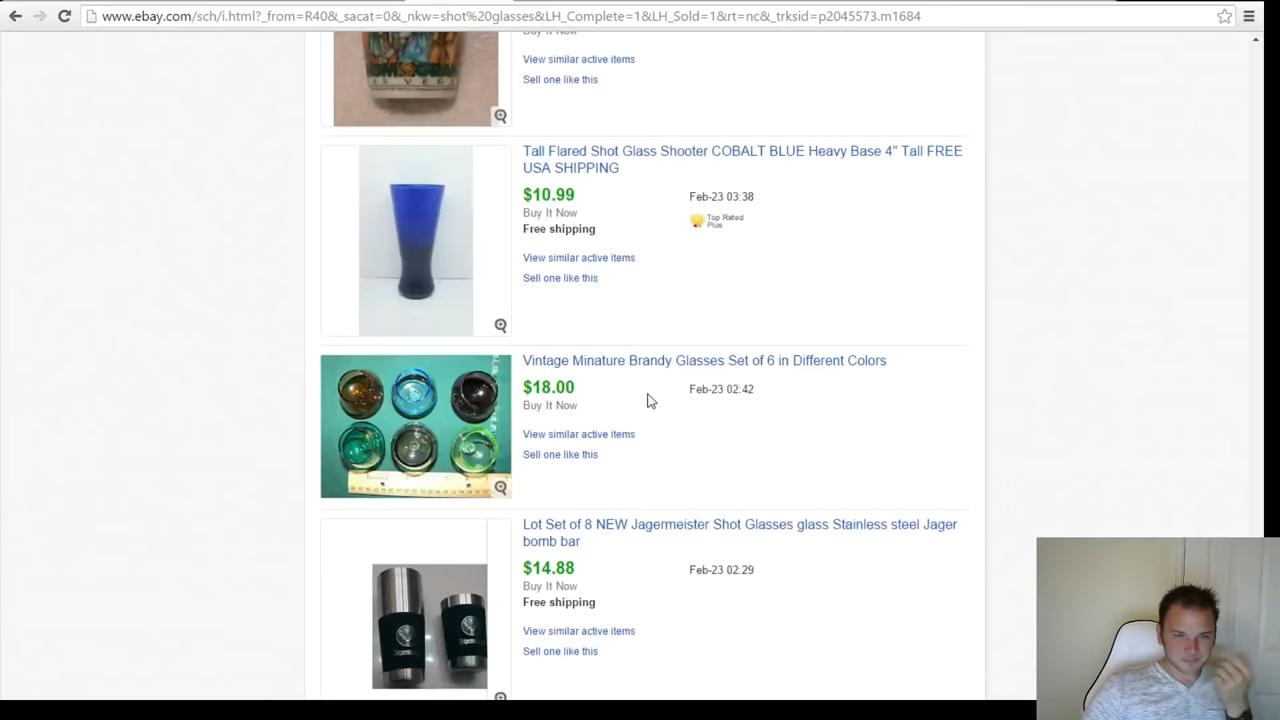 www.ebay.com/sch/i.html?_from=R40&_sacat=0&_nkw=shot%20glasses&LH_Complete=1&LH_Sold=1&rt=nc&_trksid=p2045573.m1684
Buy It Now
View similar active items
Sell one like this
Tall Flared Shot Glass Shooter COBALT BLUE Heavy Base 4" Tall FREE
USA SHIPPING
$10.99
Feb-23 03:38
Buy It Now
Top Rated
Plus
Free shipping
View similar active items
Sell one like this
Vintage Minature Brandy Glasses Set of 6 in Different Colors
$18.00
Feb-23 02:42
Buy It Now
View similar active items
Sell one like this
Lot Set of 8 NEW Jagermeister Shot Glasses glass Stainless steel Jager
bomb bar
$14.88
Feb-23 02:29
Buy It Now
Free shipping
View similar active items
Sell one like this